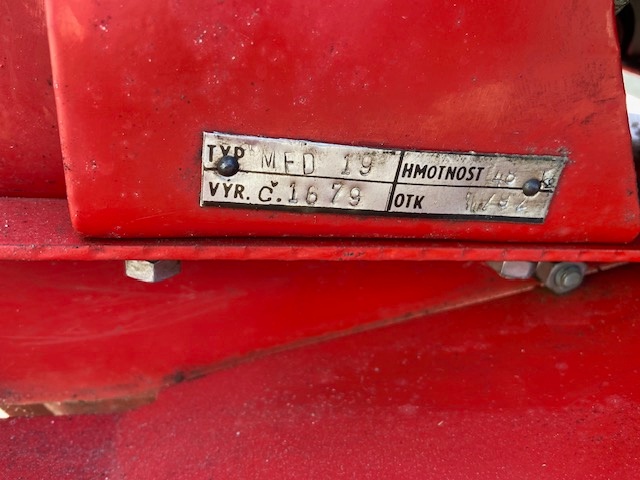 TYP MFD 19 HMOTNOST
VÝR. Č. 1679 OTK